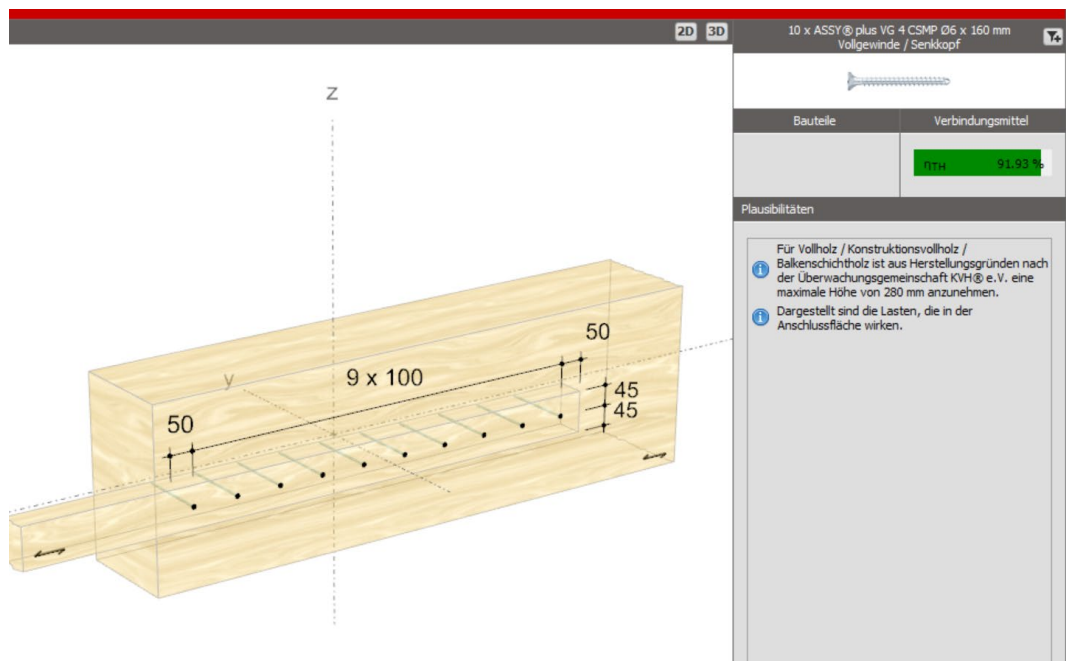 2D 3D
10 x ASSY® plus VG 4 CSMP Ø6 x 160 mm
Vollgewinde / Senkkopf
Bauteile
Verbindungsmittel
ηTH 91.93 %
Plausibilitäten
Für Vollholz / Konstruktionsvollholz /
Balkenschichtholz ist aus Herstellungsgründen nach
der Überwachungsgemeinschaft KVH® e.V. eine
maximale Höhe von 280 mm anzunehmen.
Dargestellt sind die Lasten, die in der
Anschlussfläche wirken.
z
y
50
9 x 100
50
45
45